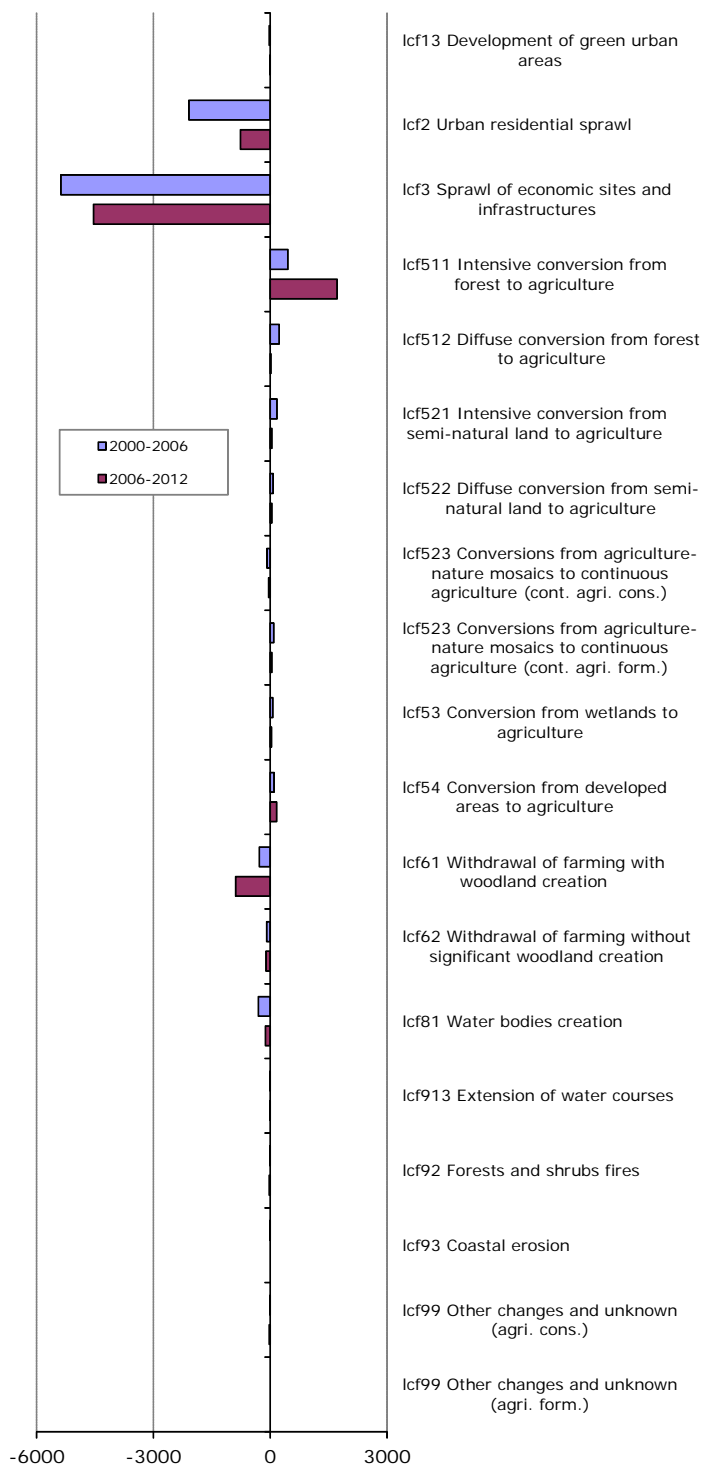 lcf13 Development of green urban
areas
lcf2 Urban residential sprawl
lcf3 Sprawl of economic sites and
infrastructures
lcf511 Intensive conversion from
forest to agriculture
lcf512 Diffuse conversion from forest
to agriculture
lcf521 Intensive conversion from
semi-natural land to agriculture
2000-2006
2006-2012
lcf522 Diffuse conversion from semi-
natural land to agriculture
lcf523 Conversions from agriculture-
nature mosaics to continuous
agriculture (cont. agri. cons.)
lcf523 Conversions from agriculture-
nature mosaics to continuous
agriculture (cont. agri. form.)
lcf53 Conversion from wetlands to
agriculture
lcf54 Conversion from developed
areas to agriculture
lcf61 Withdrawal of farming with
woodland creation
lcf62 Withdrawal of farming without
significant woodland creation
lcf81 Water bodies creation
lcf913 Extension of water courses
lcf92 Forests and shrubs fires
lcf93 Coastal erosion
lcf99 Other changes and unknown
(agri. cons.)
lcf99 Other changes and unknown
(agri. form.)
-6000 -3000 0 3000